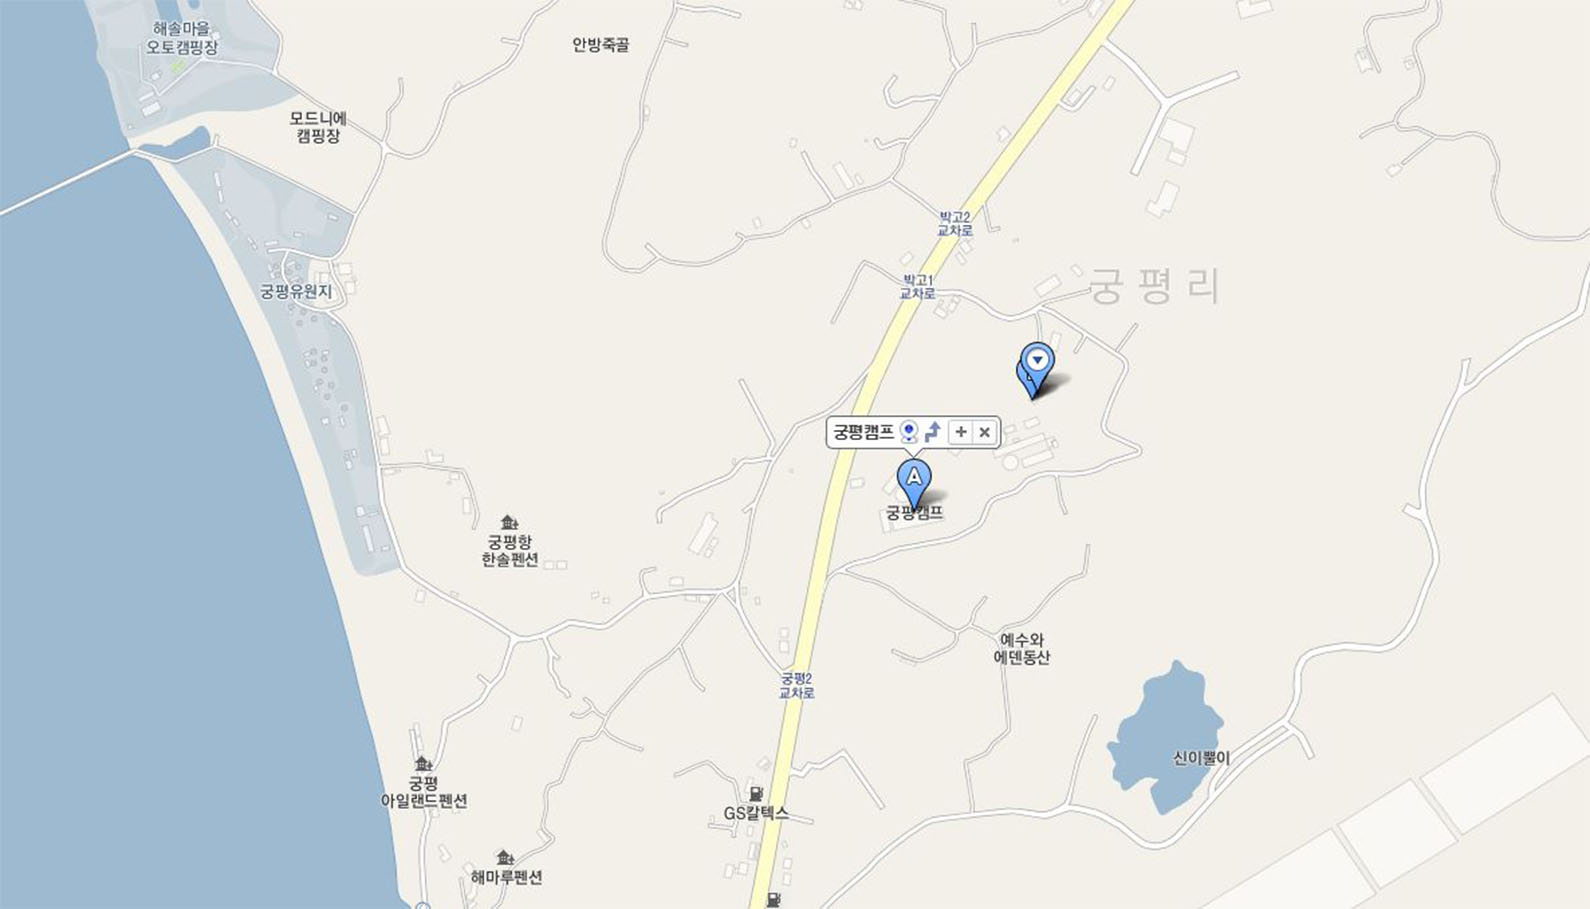 해솔마을
오토캠핑장
안방죽골
모드니에
캠핑장
박고2
교차로
박고1
교차로
궁평리
궁평유원지
궁평캠프
A
궁평캠프
궁평항
한솔펜션
예수와
에덴동산
궁평2
교차로
신이뿔이
궁평
아일랜드펜션
GS칼텍스
해마루펜션